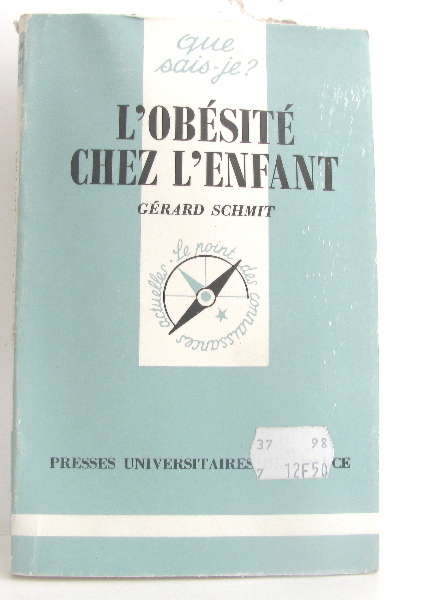 que
sais-je?
L'OBÉSITÉ
CHEZ L'ENFANT
GÉRARD SCHMIT
Le point des connaissances actuelles.
37 98
PRESSES UNIVERSITAIRES CE
7 12F50